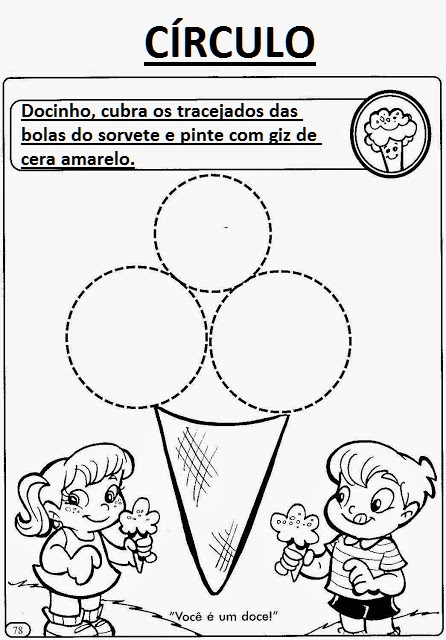 CÍRCULO
Docinho, cubra os tracejados das
bolas do sorvete e pinte com giz de
cera amarelo.
"Você é um doce!"
78